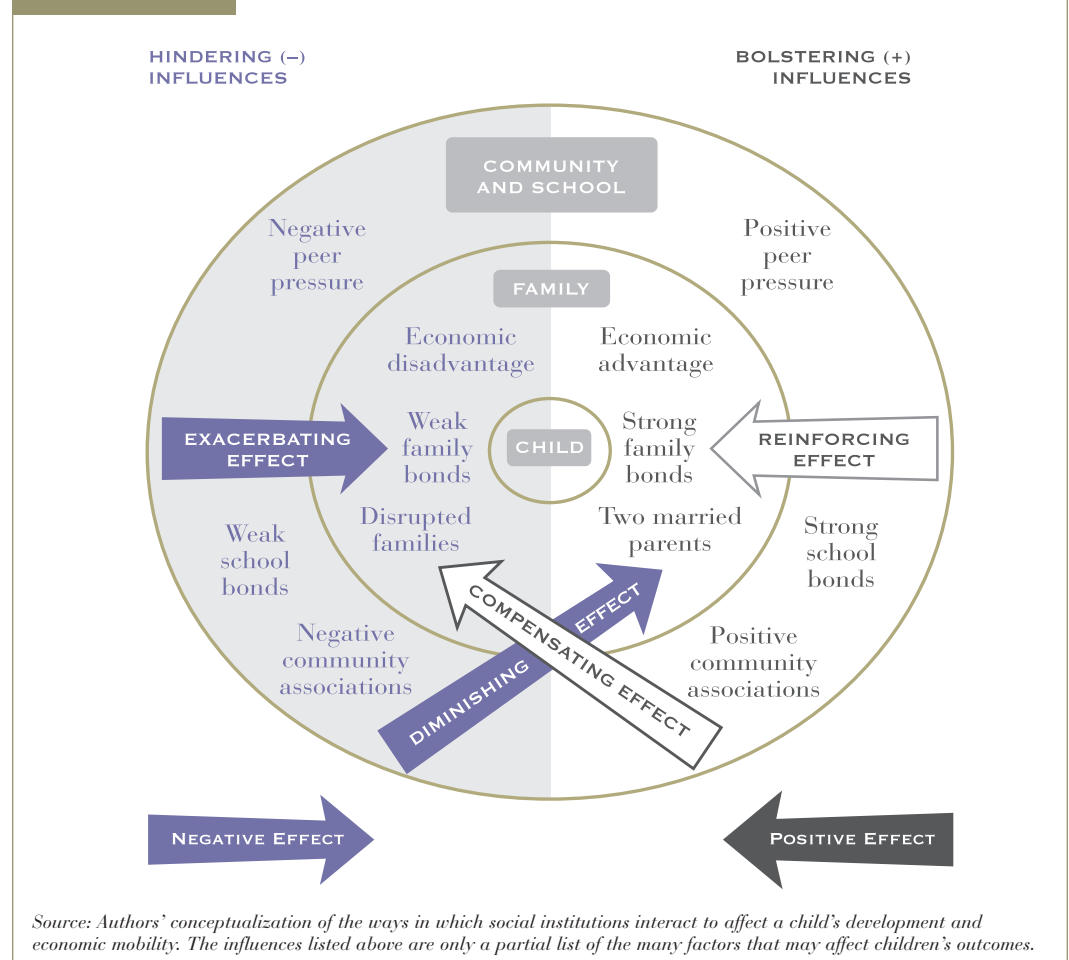 HINDERING (–)
INFLUENCES
BOLSTERING (+)
INFLUENCES
COMMUNITY
AND SCHOOL
Negative
peer
pressure
Positive
peer
pressure
FAMILY
Economic
disadvantage
Economic
advantage
EXACERBATING
EFFECT
Weak
family
bonds
CHILD
Strong
family
bonds
REINFORCING
EFFECT
Disrupted
families
Two married
parents
Weak
school
bonds
Strong
school
bonds
Negative
community
associations
Positive
community
associations
DIMINISHING EFFECT
COMPENSATING EFFECT
NEGATIVE EFFECT
POSITIVE EFFECT
Source: Authors’ conceptualization of the ways in which social institutions interact to affect a child’s development and
economic mobility. The influences listed above are only a partial list of the many factors that may affect children’s outcomes.